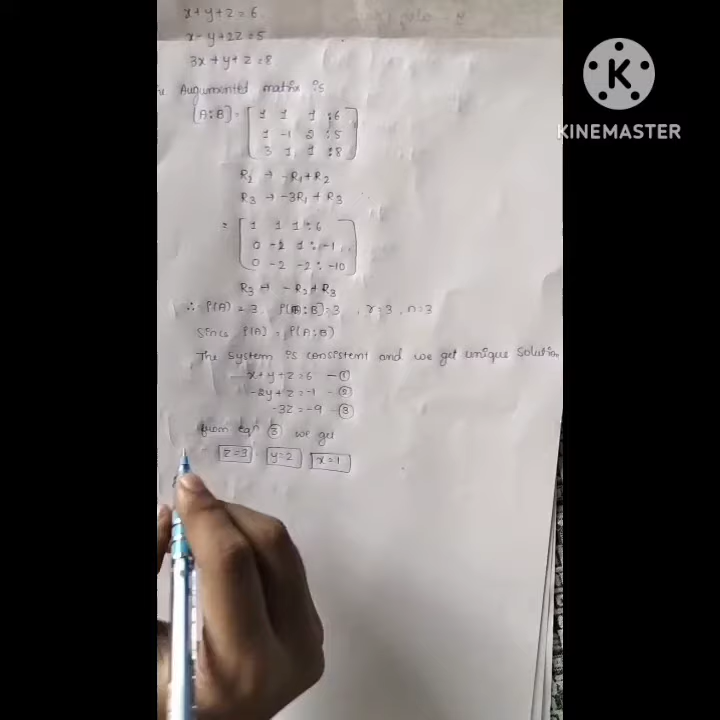 x+y+z=6
x-y+2z=5
3x+y+z=8
Augumented matrix is
[A:B] = [ 1 1 1 :6
1 -1 2 :5
3 1 1 :8 ]
R2 → -R1+R2
R3 → -3R1+R3
= [ 1 1 1 :6
0 -2 1 :-1
0 -2 -2 :-10 ]
R3 → -R2+R3
∴ P(A) = 3, P(A:B)=3, r=3, n=3
Since P(A) = P(A:B)
The system is consistent and we get unique solution
x+y+z=6 -①
-2y+z=-1 -②
-3z=-9 -③
from eqn ③ we get
z=3 y=2 x=1
K
KINEMASTER